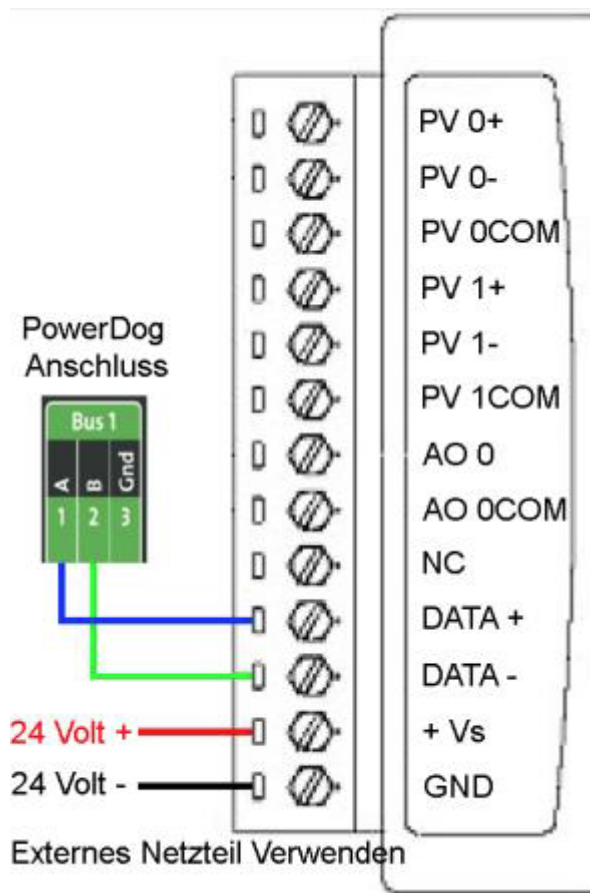 PV 0+
PV 0-
PV 0COM
PV 1+
PV 1-
PV 1COM
AO 0
AO 0COM
NC
DATA +
DATA -
+ Vs
GND
PowerDog
Anschluss
Bus 1
A B Gnd
1 2 3
24 Volt +
24 Volt -
Externes Netzteil Verwenden